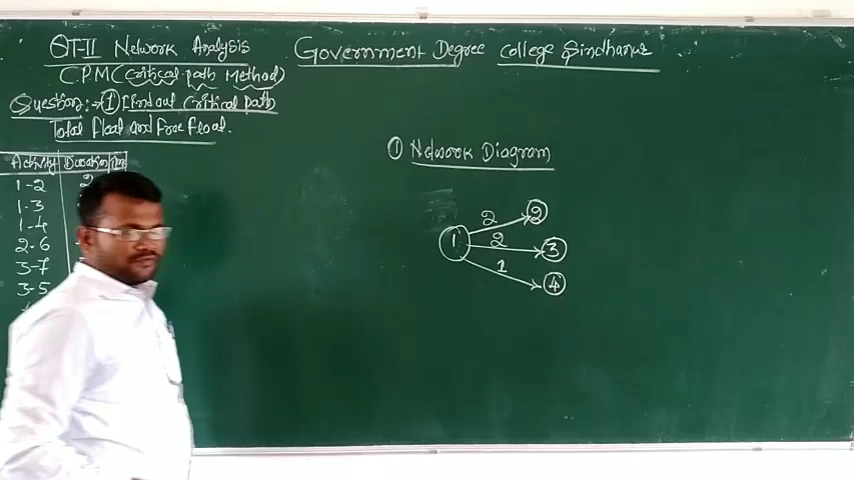 QT-II Network Analysis
Government Degree College Sindhanur
C.P.M (Critical path Method)
Question:→ ① Find out Critical path
Total float and Free float.
Activity
1-2 2
1-3
1-4
2-6
3-7
3-5
① Network Diagram
2 2
1 2 3
1 4